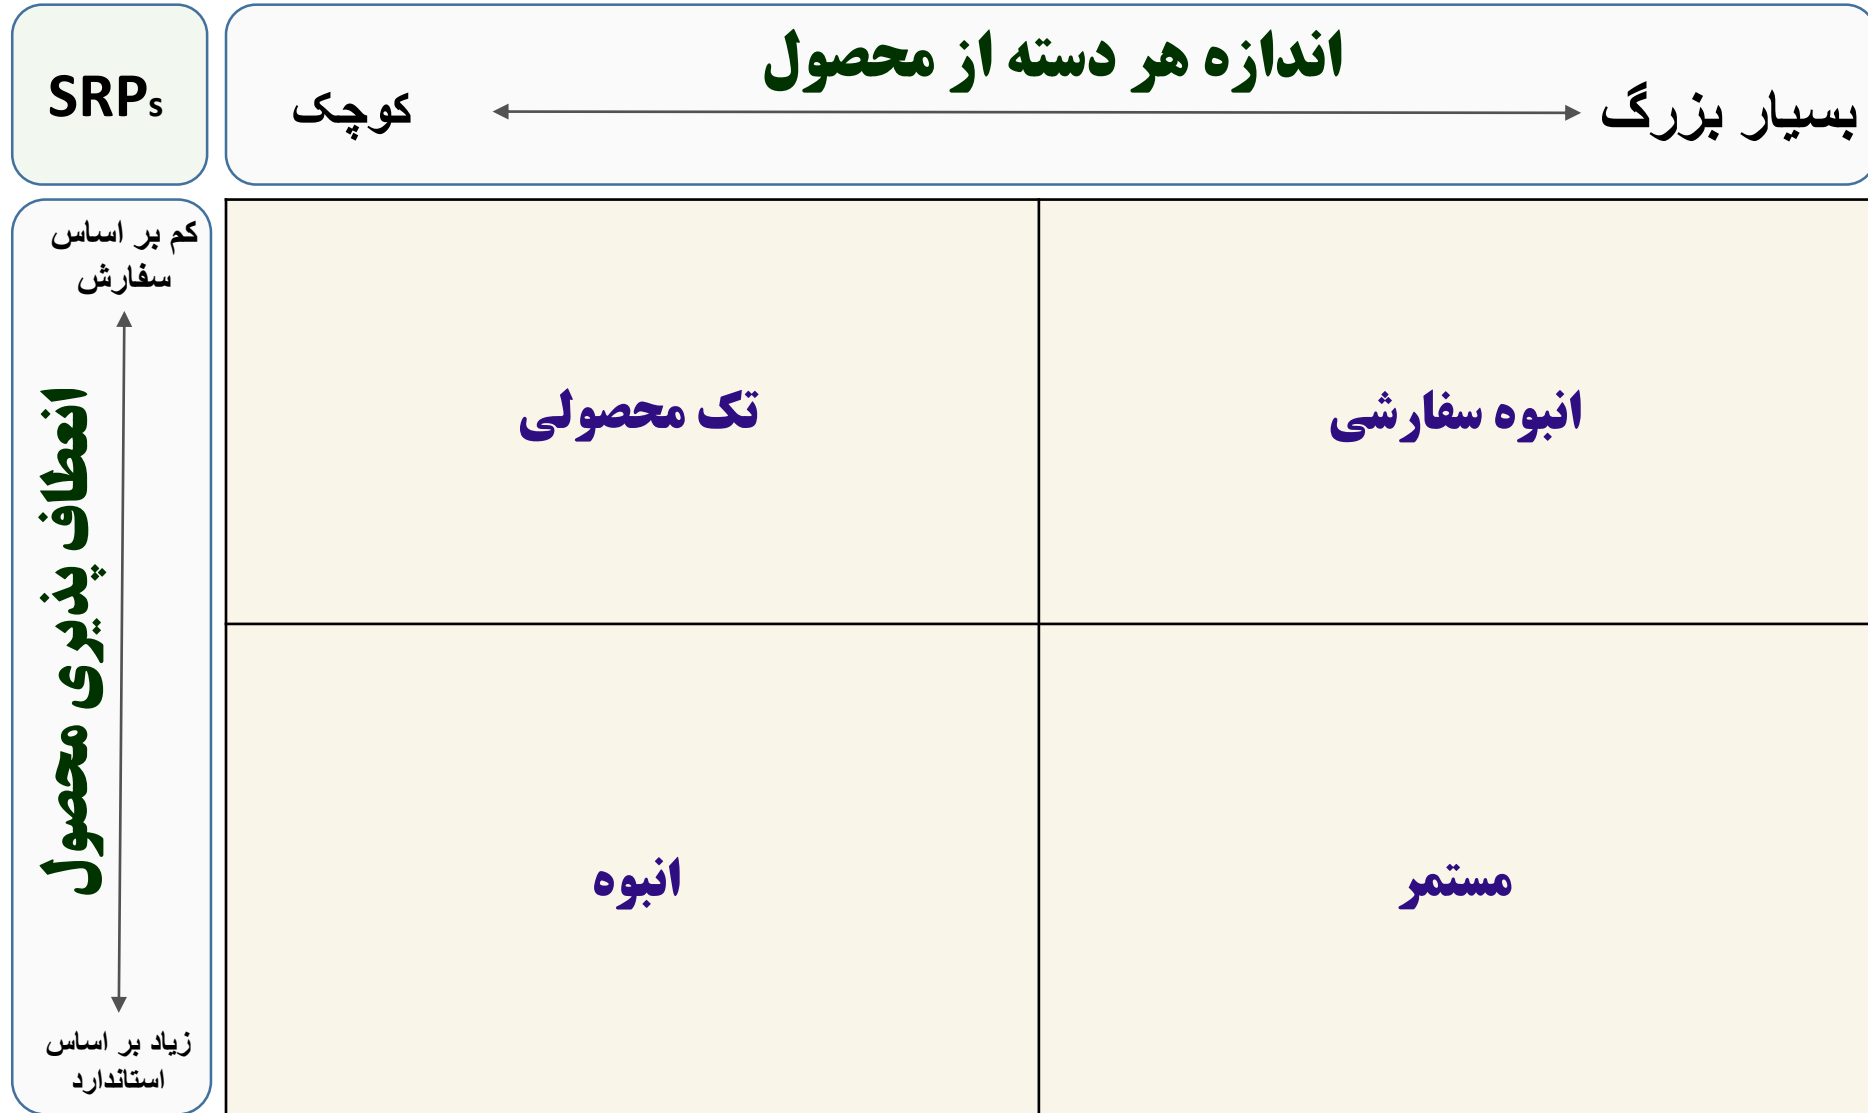 SRPs
اندازه هر دسته از محصول
بسیار بزرگ
کوچک
کم بر اساس
سفارش
انعطاف پذیری محصول
زیاد بر اساس
استاندارد
انبوه سفارشی
تک محصولی
مستمر
انبوه